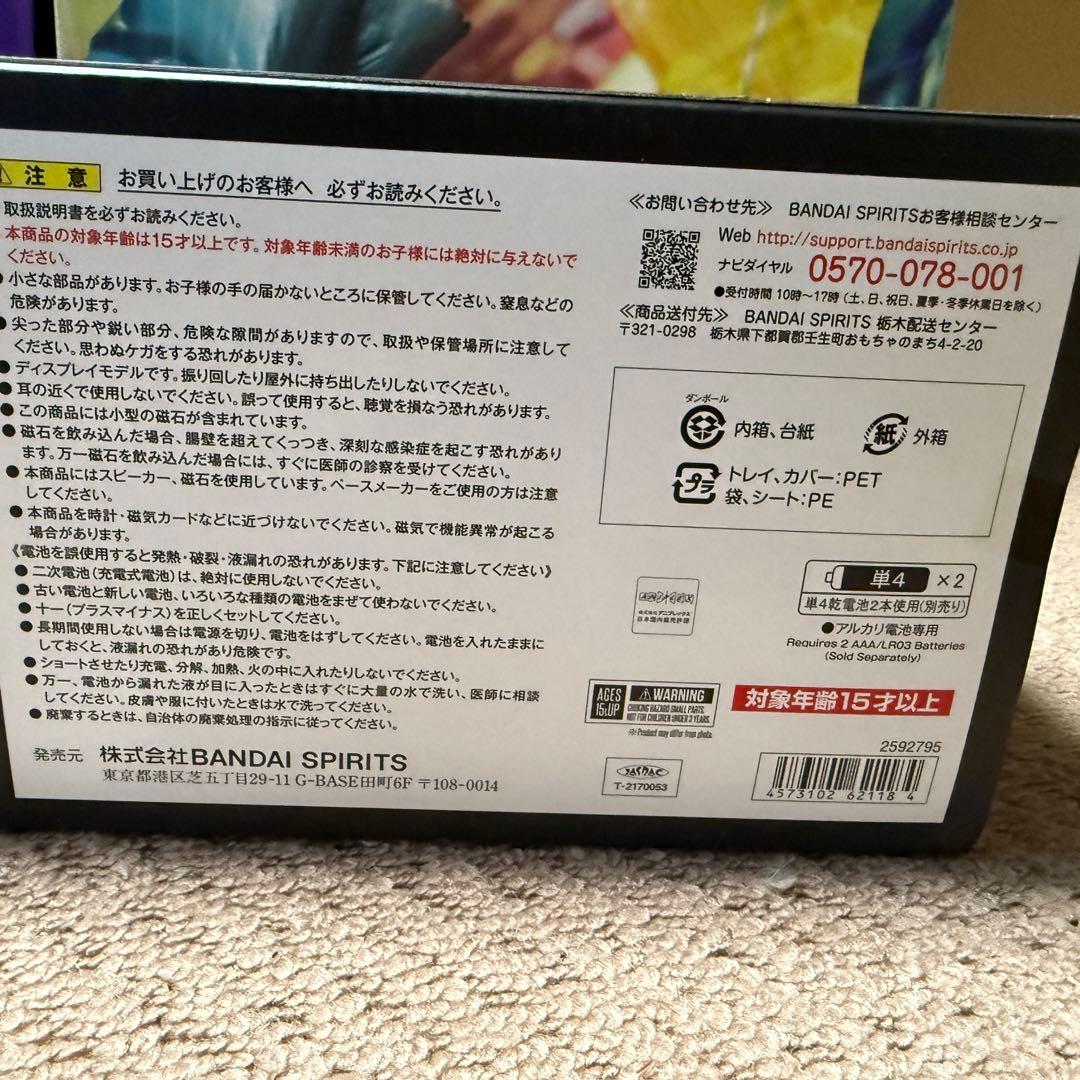 注意 お買い上げのお客様へ 必ずお読みください。
取扱説明書を必ずお読みください。
本商品の対象年齢は15才以上です。対象年齢未満のお子様には絶対に与えないで
ください。
●小さな部品があります。お子様の手の届かないところに保管してください。窒息などの
危険があります。
●尖った部分や鋭い部分、危険な隙間がありますので、取扱や保管場所に注意して
ください。思わぬケガをする恐れがあります。
●ディスプレイモデルです。振り回したり屋外に持ち出したりしないでください。
●耳の近くで使用しないでください。誤って使用すると、聴覚を損なう恐れがあります。
●この商品には小型の磁石が含まれています。
●磁石を飲み込んだ場合、腸壁を超えてくっつき、深刻な感染症を起こす恐れがあり
ます。万一磁石を飲み込んだ場合には、すぐに医師の診察を受けてください。
●本商品にはスピーカー、磁石を使用しています。ペースメーカーをご使用の方は注意
してください。
●本商品を時計・磁気カードなどに近づけないでください。磁気で機能異常が起こる
場合があります。
《電池を誤使用すると発熱・破裂・液漏れの恐れがあります。下記に注意してください》
●二次電池(充電式電池)は、絶対に使用しないでください。
●古い電池と新しい電池、いろいろな種類の電池をまぜて使わないでください。
●＋－(プラスマイナス)を正しくセットしてください。
●長期間使用しない場合は電源を切り、電池をはずしてください。電池を入れたままに
しておくと、液漏れの恐れがあり危険です。
●ショートさせたり充電、分解、加熱、火の中に入れたりしないでください。
●万一、電池から漏れた液が目に入ったときはすぐに大量の水で洗い、医師に相談
してください。皮膚や服に付いたときは水で洗ってください。
●廃棄するときは、自治体の廃棄処理の指示に従ってください。
発売元 株式会社BANDAI SPIRITS
東京都港区芝五丁目29-11 G-BASE田町6F 〒108-0014
≪お問い合わせ先≫ BANDAI SPIRITSお客様相談センター
Web http://support.bandaispirits.co.jp
ナビダイヤル 0570-078-001
●受付時間 10時～17時(土、日、祝日、夏季・冬季休業日を除く)
≪商品送付先≫ BANDAI SPIRITS 栃木配送センター
〒321-0298 栃木県下都賀郡壬生町おもちゃのまち4-2-20
ダンボール
内箱、台紙
紙 外箱
プラ トレイ、カバー:PET
袋、シート:PE
単4 ×2
単4乾電池2本使用(別売り)
●アルカリ電池専用
Requires 2 AAA/LR03 Batteries
(Sold Separately)
株式会社アニプレックス
日本国内販売許諾
AGES 15&UP
WARNING
CHOKING HAZARD SMALL PARTS.
NOT FOR CHILDREN UNDER 3 YEARS.
※Product may differ from photo.
対象年齢15才以上
JASRAC
T-2170053
2592795
4573102 62118 4